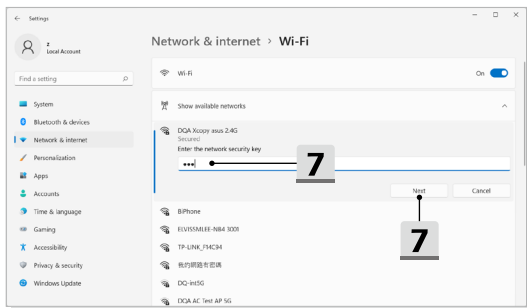 Settings
z
Local Account
Find a setting
System
Bluetooth & devices
Network & internet
Personalization
Apps
Accounts
Time & language
Gaming
Accessibility
Privacy & security
Windows Update
Network & internet > Wi-Fi
Wi-Fi
On
Show available networks
DQA Xcopy asus 2.4G
Secured
Enter the network security key
•••
7
Next
Cancel
7
BiPhone
ELVISSMLEE-N84 3001
TP-LINK_F14C94
我的網路有密碼
DQ-int5G
DQA AC Test AP 5G